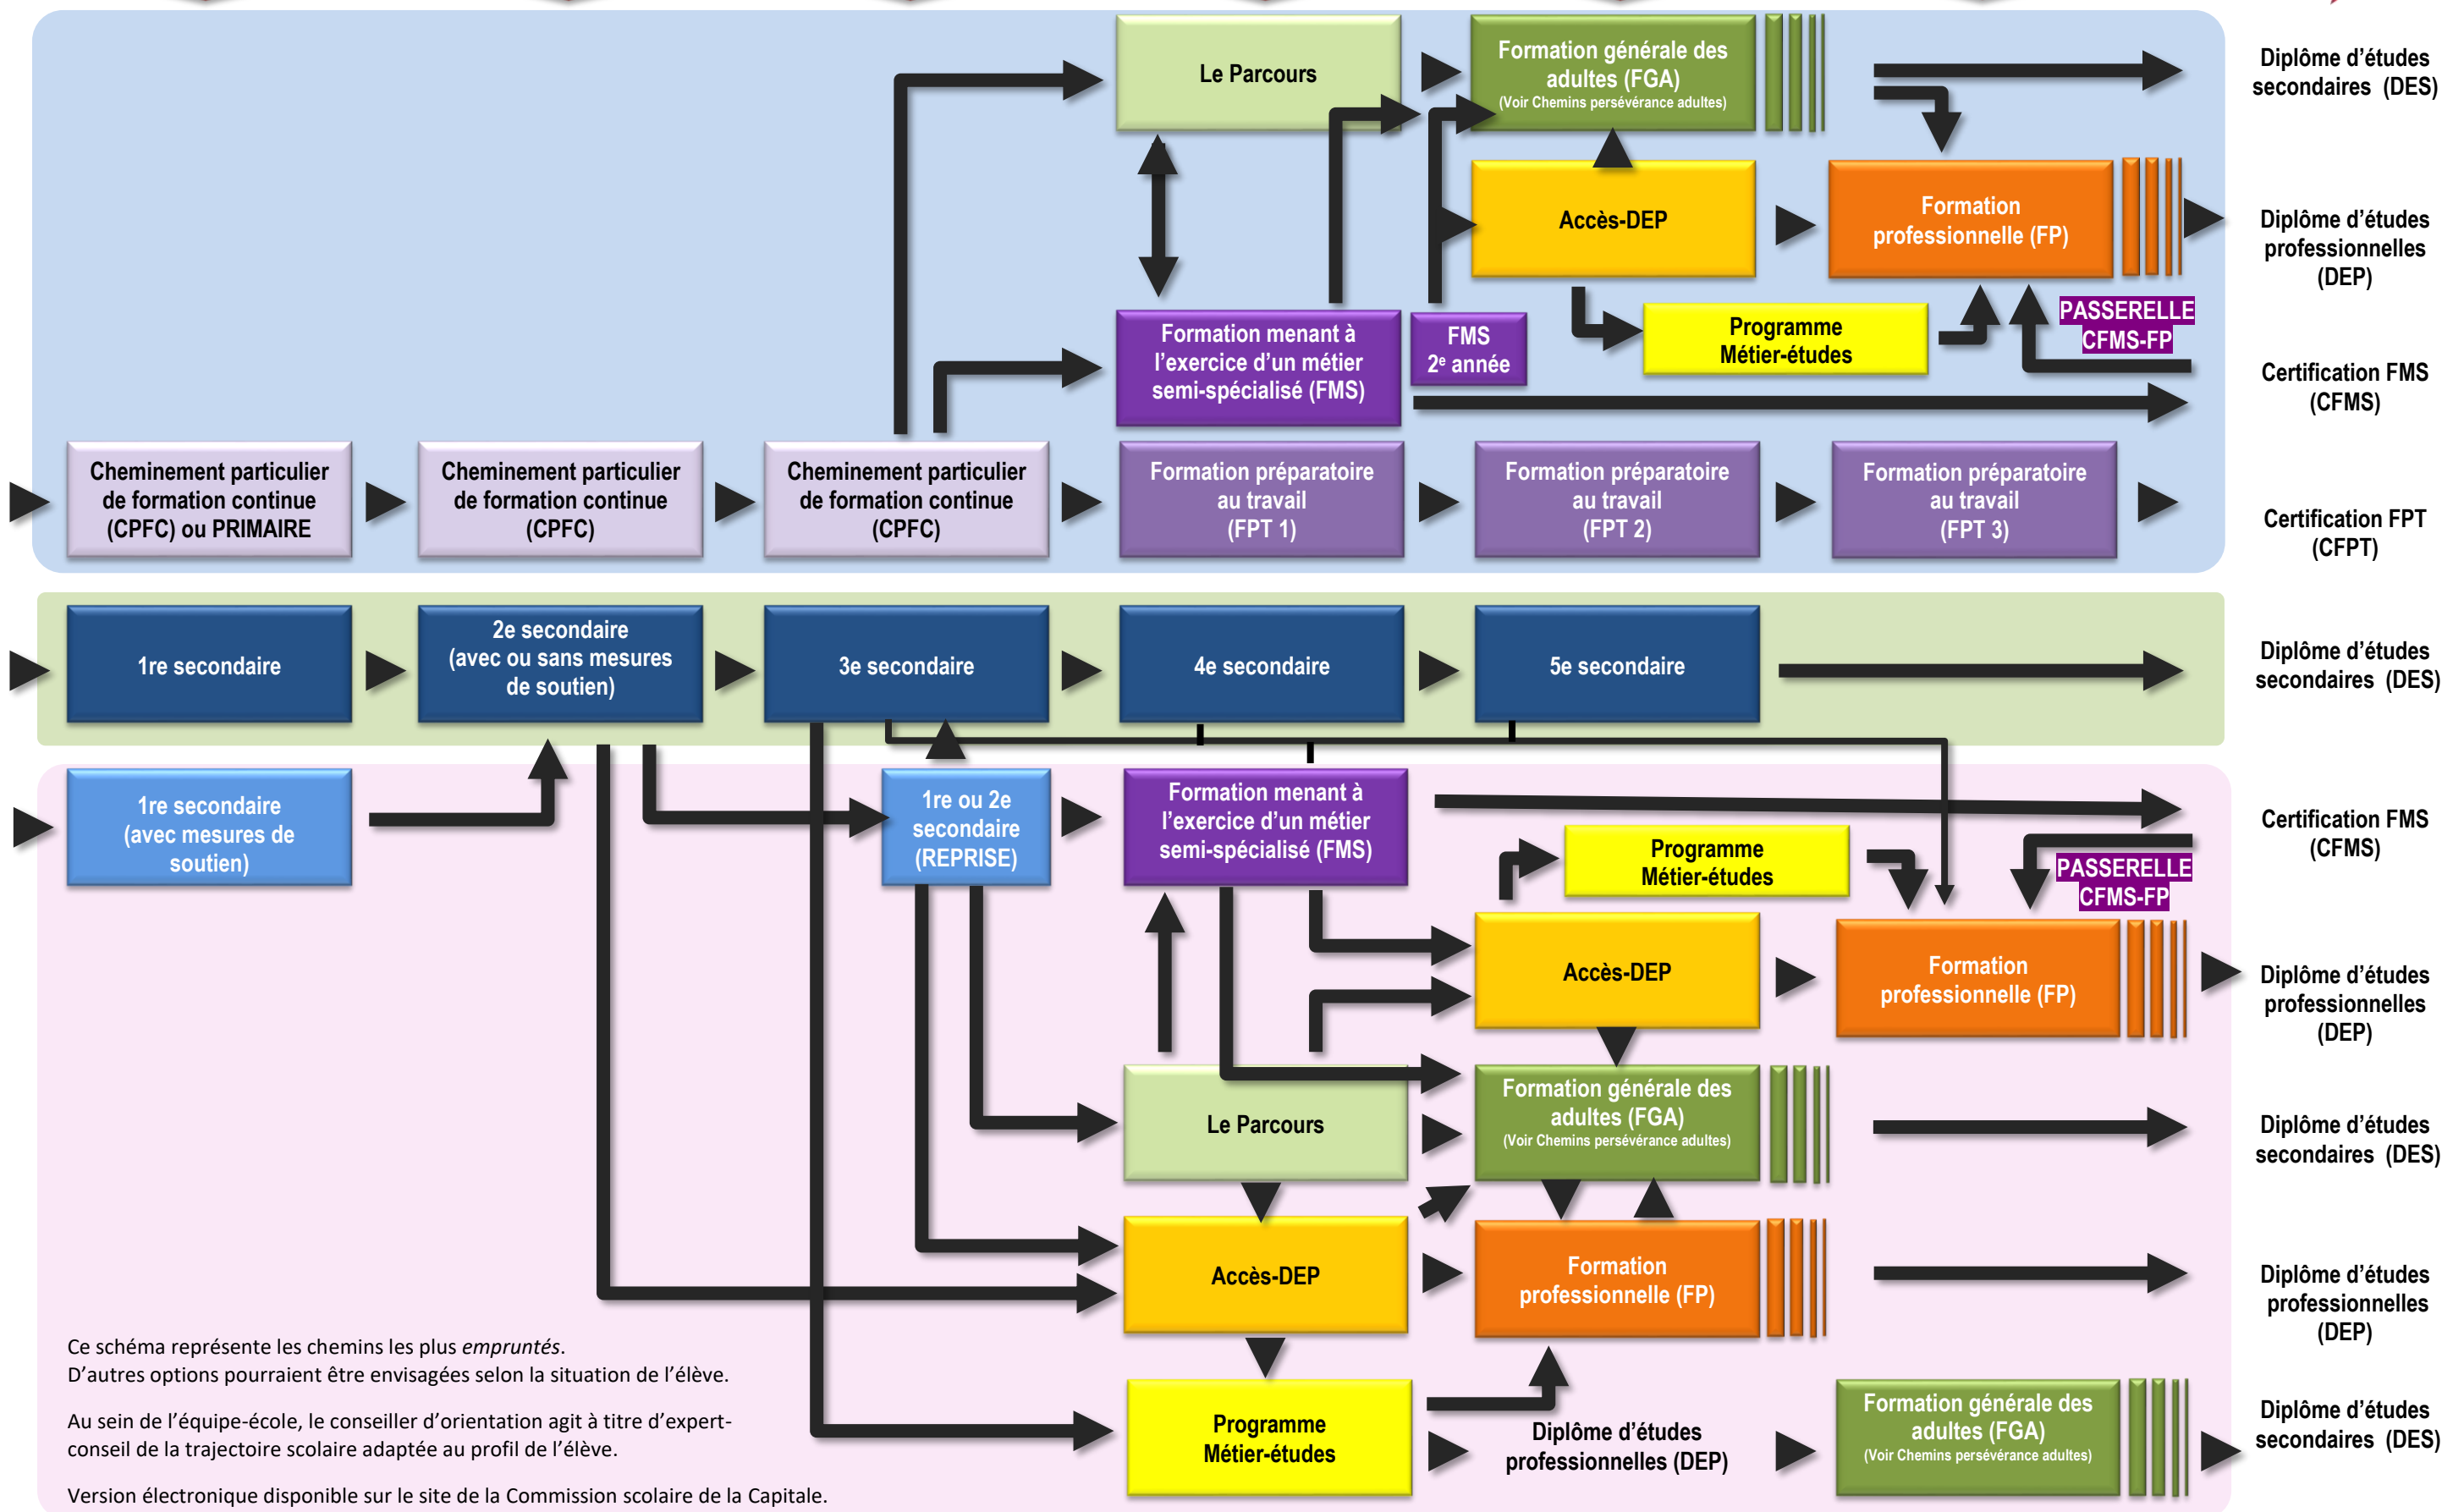 Le Parcours
Formation générale des
adultes (FGA)
(Voir Chemins persévérance adultes)
Diplôme d’études
secondaires (DES)
Accès-DEP
Formation
professionnelle (FP)
Diplôme d’études
professionnelles
(DEP)
Formation menant à
l’exercice d’un métier
semi-spécialisé (FMS)
FMS
2e année
Programme
Métier-études
PASSERELLE
CFMS-FP
Certification FMS
(CFMS)
Cheminement particulier
de formation continue
(CPFC) ou PRIMAIRE
Cheminement particulier
de formation continue
(CPFC)
Cheminement particulier
de formation continue
(CPFC)
Formation préparatoire
au travail
(FPT 1)
Formation préparatoire
au travail
(FPT 2)
Formation préparatoire
au travail
(FPT 3)
Certification FPT
(CFPT)
1re secondaire
2e secondaire
(avec ou sans mesures
de soutien)
3e secondaire
4e secondaire
5e secondaire
Diplôme d’études
secondaires (DES)
1re secondaire
(avec mesures de
soutien)
1re ou 2e
secondaire
(REPRISE)
Formation menant à
l’exercice d’un métier
semi-spécialisé (FMS)
Programme
Métier-études
Certification FMS
(CFMS)
PASSERELLE
CFMS-FP
Accès-DEP
Formation
professionnelle (FP)
Diplôme d’études
professionnelles
(DEP)
Le Parcours
Formation générale des
adultes (FGA)
(Voir Chemins persévérance adultes)
Diplôme d’études
secondaires (DES)
Accès-DEP
Formation
professionnelle (FP)
Diplôme d’études
professionnelles
(DEP)
Ce schéma représente les chemins les plus empruntés.
D’autres options pourraient être envisagées selon la situation de l’élève.
Au sein de l’équipe-école, le conseiller d’orientation agit à titre d’expert-
conseil de la trajectoire scolaire adaptée au profil de l’élève.
Version électronique disponible sur le site de la Commission scolaire de la Capitale.
Programme
Métier-études
Diplôme d’études
professionnelles (DEP)
Formation générale des
adultes (FGA)
(Voir Chemins persévérance adultes)
Diplôme d’études
secondaires (DES)